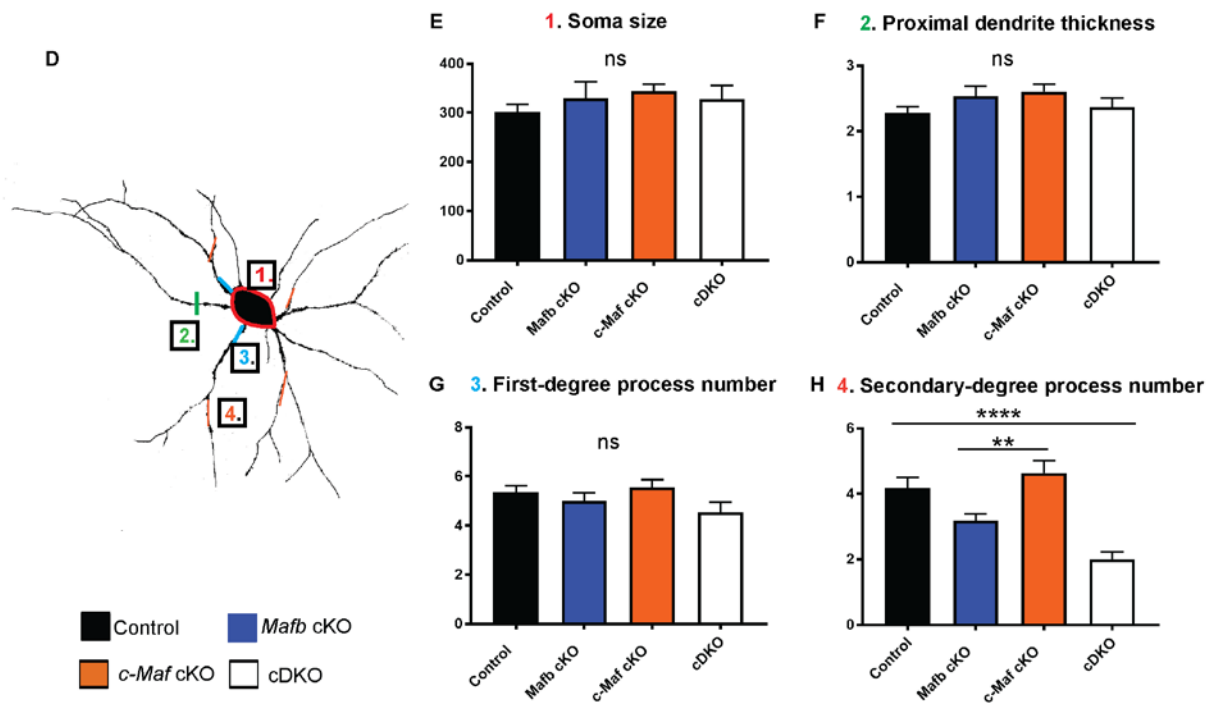 D
1.
2.
3.
4.
Control
Mafb cKO
c-Maf cKO
cDKO
E
1. Soma size
ns
400
300
200
100
0
Control
Mafb cKO
c-Maf cKO
cDKO
F
2. Proximal dendrite thickness
ns
3
2
1
0
Control
Mafb cKO
c-Maf cKO
cDKO
G
3. First-degree process number
ns
8
6
4
2
0
Control
Mafb cKO
c-Maf cKO
cDKO
H
4. Secondary-degree process number
****
**
6
4
2
0
Control
Mafb cKO
c-Maf cKO
cDKO